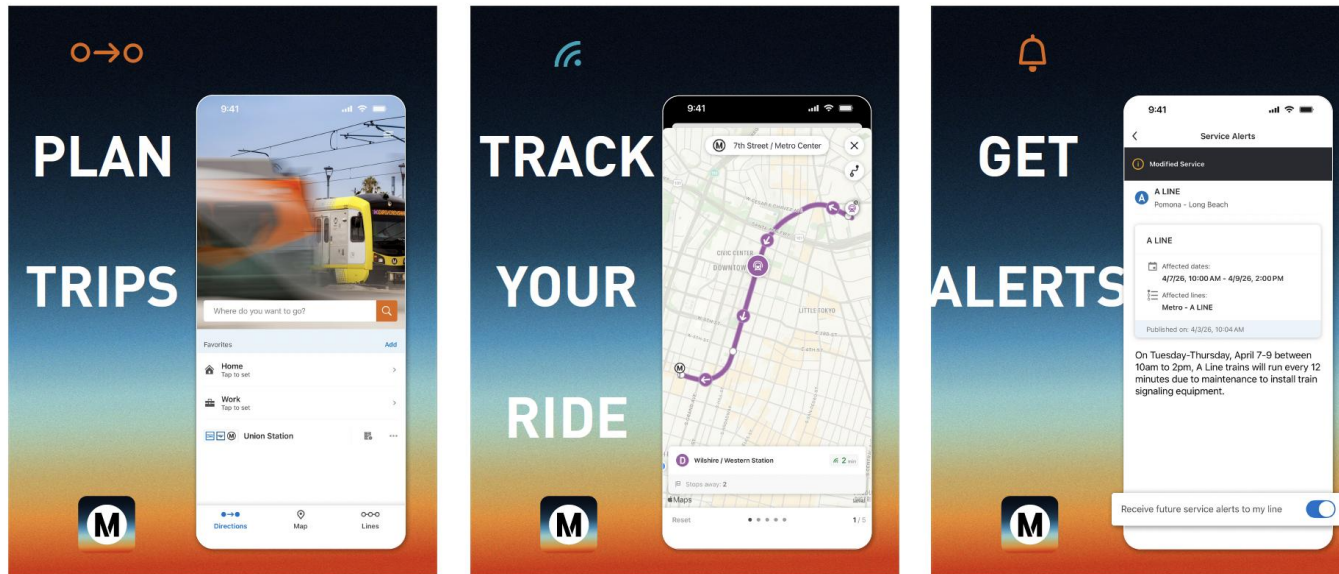 PLAN
TRIPS
9:41
Where do you want to go?
Favorites
Add
Home
Tap to set
Work
Tap to set
M
Union Station
Directions
Map
Lines
M
TRACK
YOUR
RIDE
9:41
M
7th Street / Metro Center
CIVIC CENTER
DOWNTOW
LITTLE TOKYO
M
D
Wilshire / Western Station
2 min
Stops away: 2
Maps
Legal
Reset
1/5
M
GET
ALERTS
9:41
Service Alerts
Modified Service
A
A LINE
Pomona - Long Beach
A LINE
Affected dates:
4/7/26, 10:00 AM - 4/9/26, 2:00 PM
Affected lines:
Metro - A LINE
Published on: 4/3/26, 10:04 AM
On Tuesday-Thursday, April 7-9 between
10am to 2pm, A Line trains will run every 12
minutes due to maintenance to install train
signaling equipment.
Receive future service alerts to my line
M